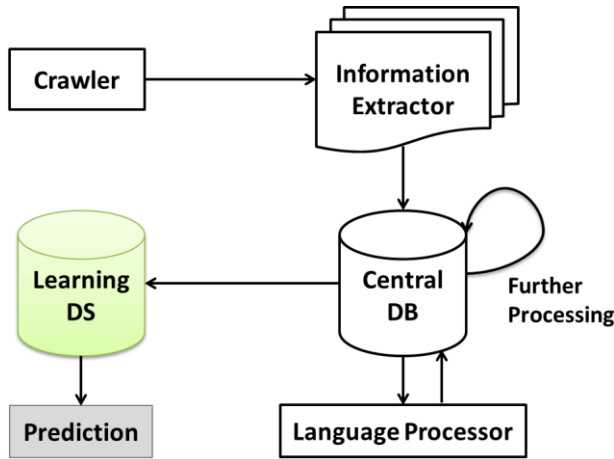 Crawler
Information
Extractor
Learning
DS
Central
DB
Further
Processing
Prediction
Language Processor